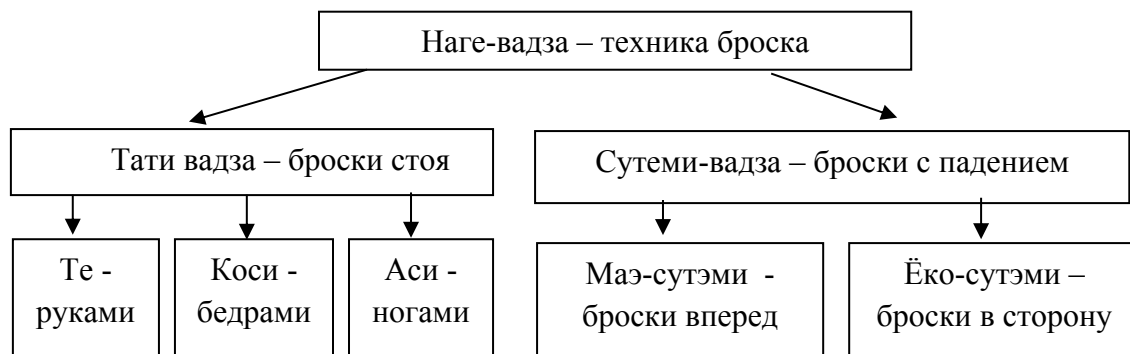 Наге-вадза – техника броска
Тати вадза – броски стоя
Сутеми-вадза – броски с падением
Те -
руками
Коси -
бедрами
Аси -
ногами
Маэ-сутэми -
броски вперед
Ёко-сутэми –
броски в сторону